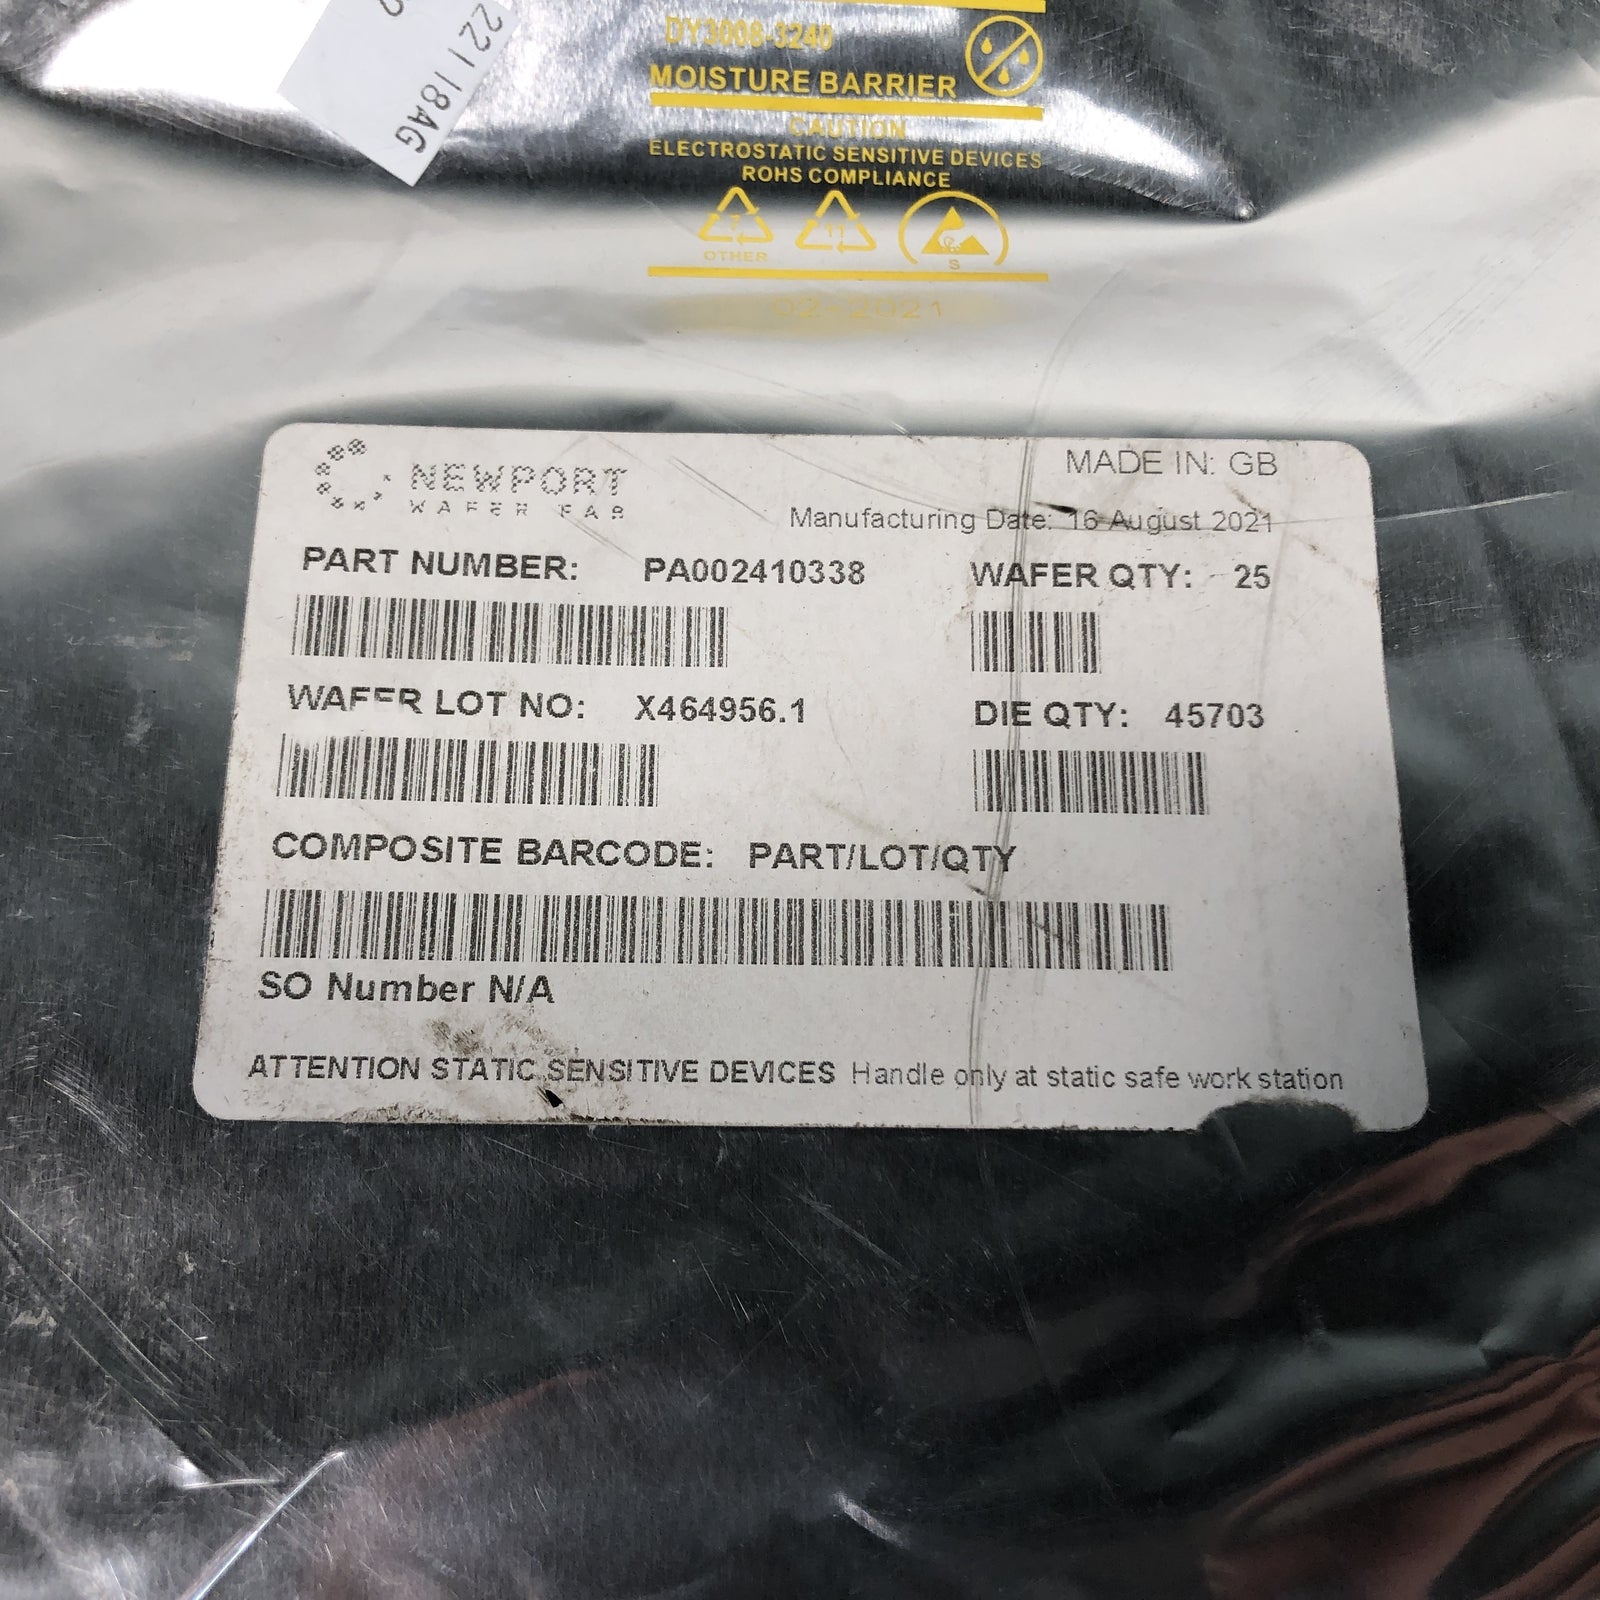 22118AG
DY3008-3240
MOISTURE BARRIER
CAUTION
ELECTROSTATIC SENSITIVE DEVICES
ROHS COMPLIANCE
7
11
OTHER
S
02-2021
NEWPORT
WAFER FAB
MADE IN: GB
Manufacturing Date: 16 August 2021
PART NUMBER: PA002410338
WAFER QTY: 25
WAFER LOT NO: X464956.1
DIE QTY: 45703
COMPOSITE BARCODE: PART/LOT/QTY
SO Number N/A
ATTENTION STATIC SENSITIVE DEVICES Handle only at static safe work station